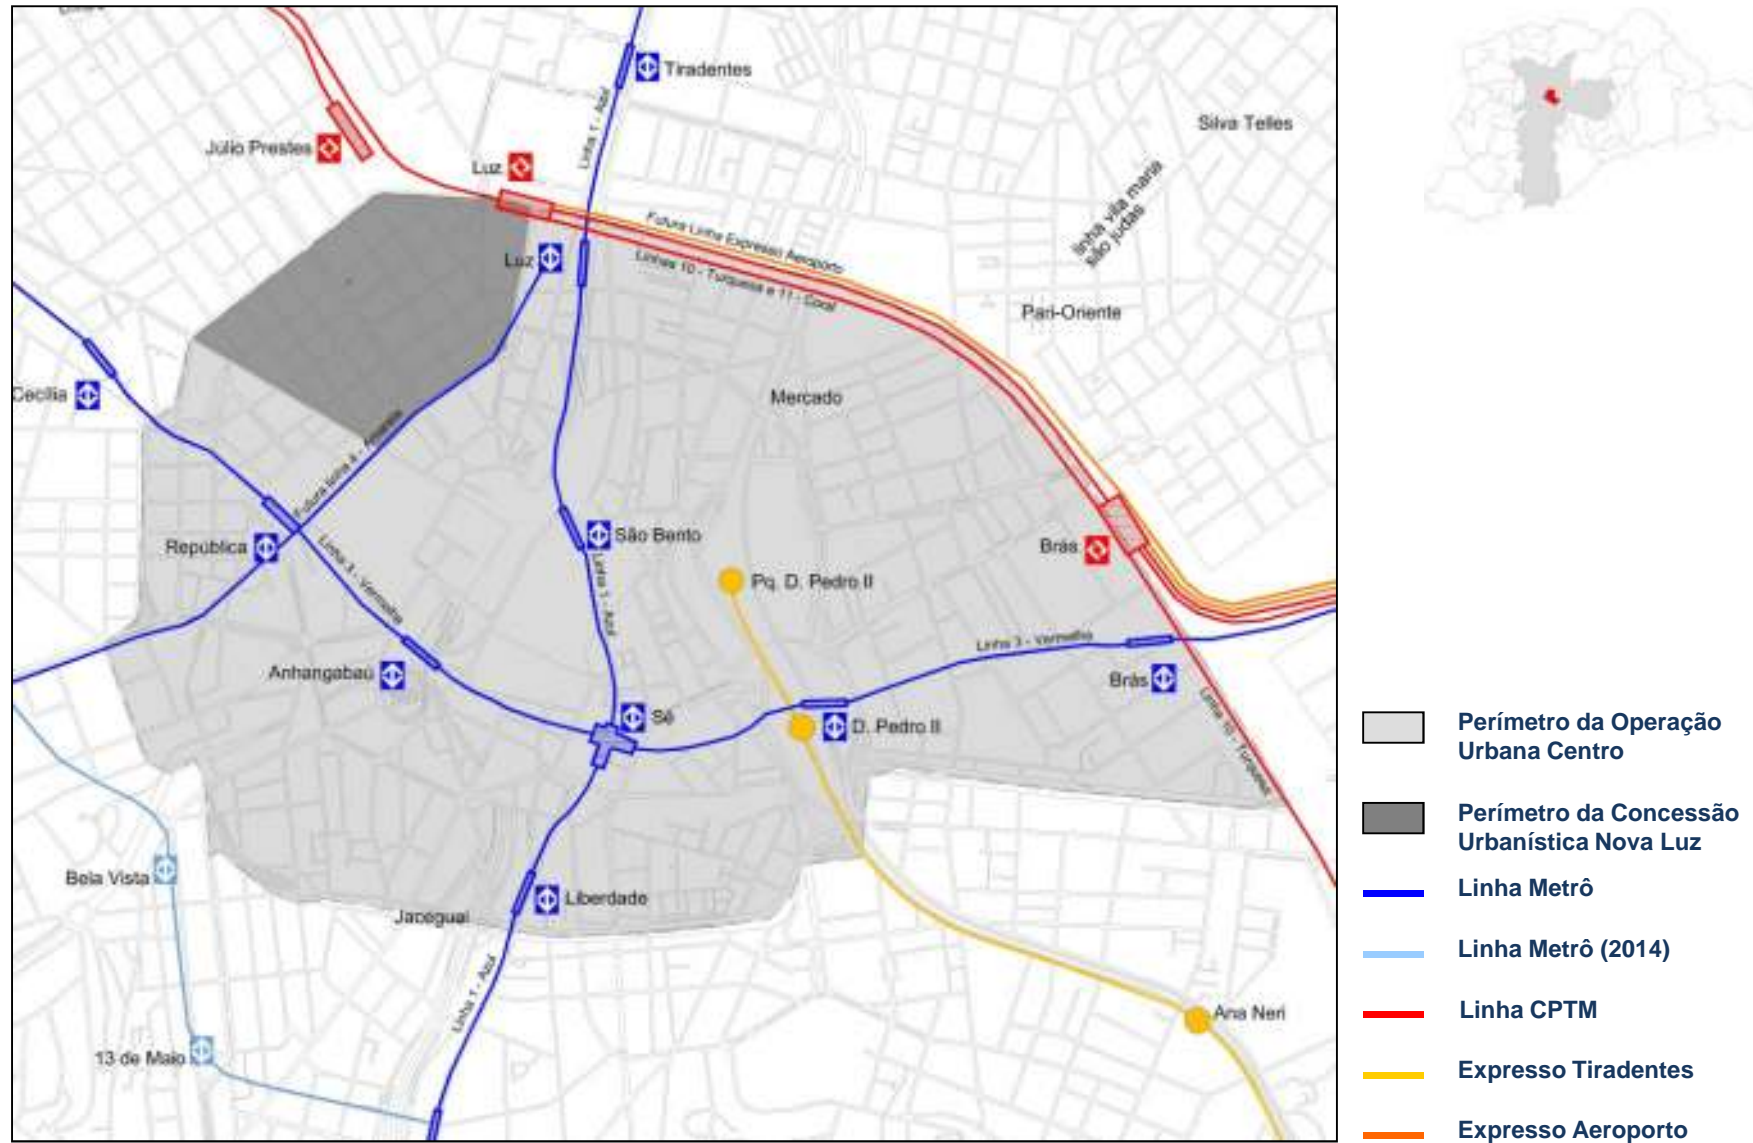 Tiradentes
Linha 1 - Azul
Silva Telles
Júlio Prestes
Luz
linha vila maria
são judas
Futura Linha Expresso Aeroporto
Linhas 10 - Turquesa e 11 - Coral
Luz
Pari-Oriente
Cecília
Mercado
Futura linha 4 - Amarela
República
Linha 3 - Vermelha
São Bento
Linha 1 - Azul
Brás
Pq. D. Pedro II
Linha 3 - Vermelha
Anhangabaú
Brás
Sé
D. Pedro II
Linha 10 - Turquesa
Bela Vista
Liberdade
Jaceguai
Linha 1 - Azul
Ana Neri
13 de Maio
Perímetro da Operação
Urbana Centro
Perímetro da Concessão
Urbanística Nova Luz
Linha Metrô
Linha Metrô (2014)
Linha CPTM
Expresso Tiradentes
Expresso Aeroporto